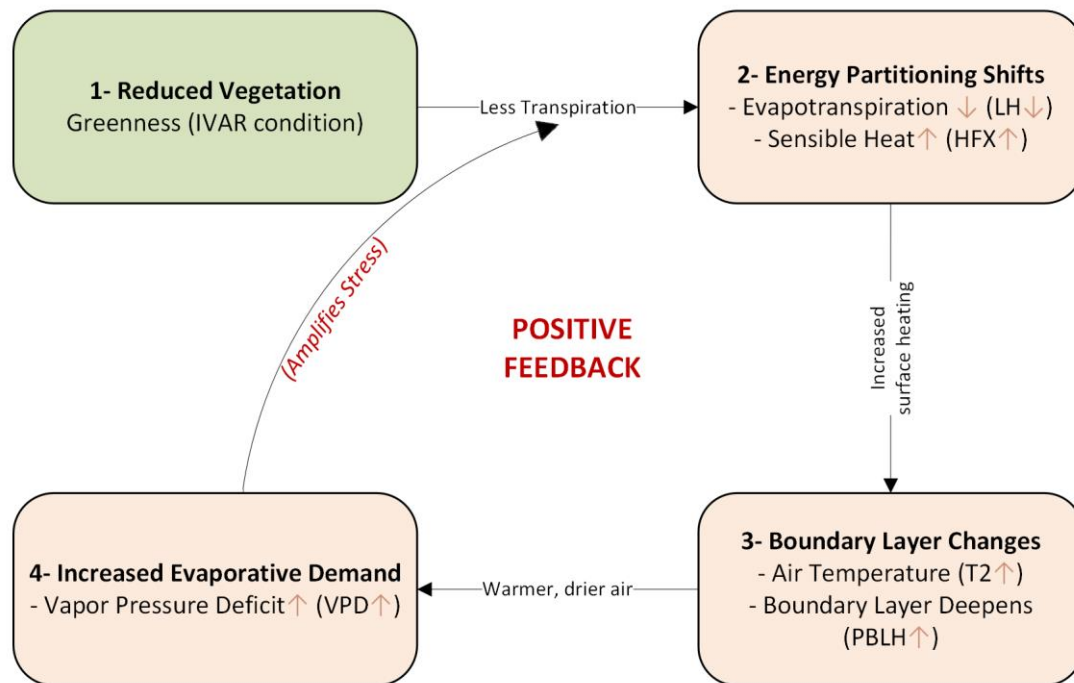 1- Reduced Vegetation
Greenness (IVAR condition)
Less Transpiration
2- Energy Partitioning Shifts
- Evapotranspiration ↓ (LH↓)
- Sensible Heat↑ (HFX↑)
Increased
surface heating
(Amplifies Stress)
POSITIVE
FEEDBACK
3- Boundary Layer Changes
- Air Temperature (T2↑)
- Boundary Layer Deepens
(PBLH↑)
Warmer, drier air
4- Increased Evaporative Demand
- Vapor Pressure Deficit↑ (VPD↑)